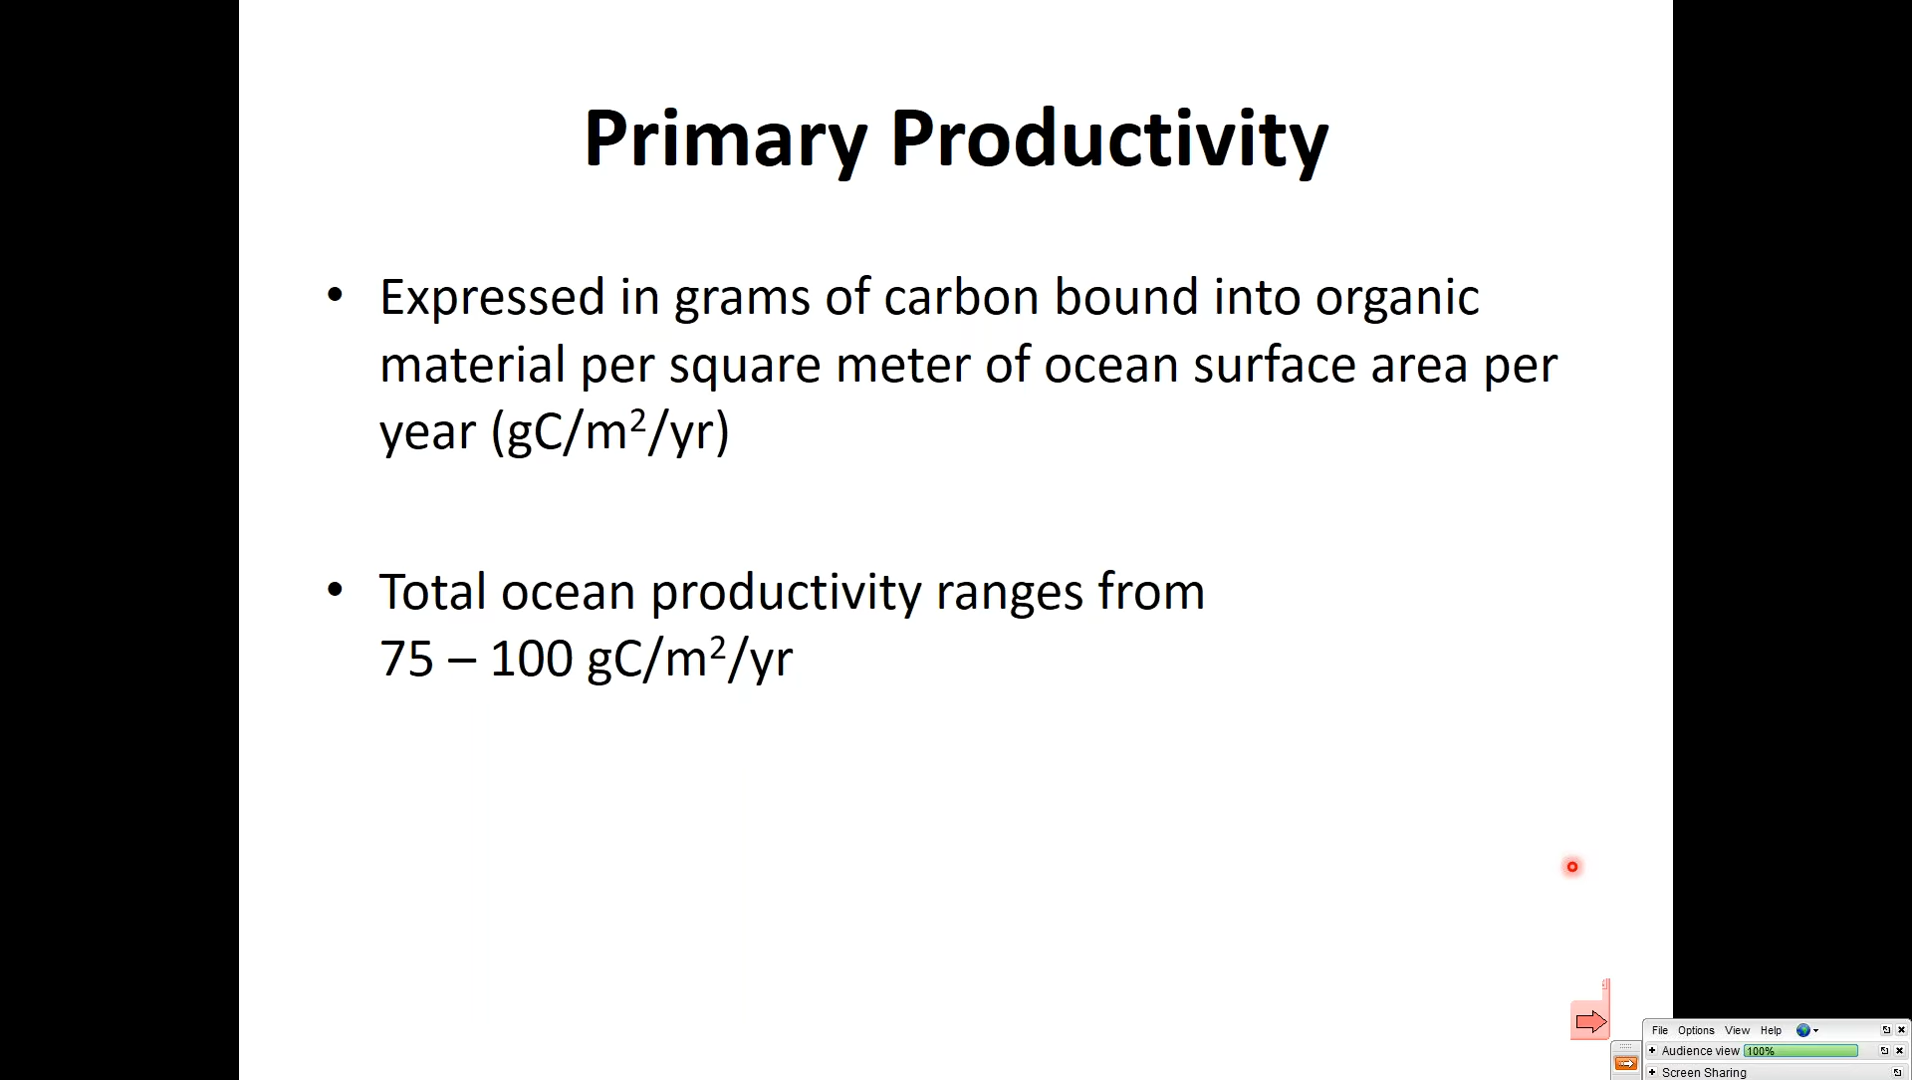 Primary Productivity
• Expressed in grams of carbon bound into organic
material per square meter of ocean surface area per
year (gC/m²/yr)
• Total ocean productivity ranges from
75 – 100 gC/m²/yr
File Options View Help
Audience view 100%
Screen Sharing